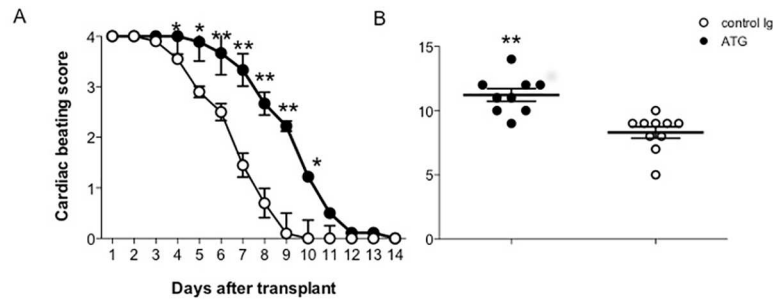 A
Cardiac beating score
4
3
2
1
0
* * ** ** ** ** *
1 2 3 4 5 6 7 8 9 10 11 12 13 14
Days after transplant
B
control Ig
ATG
15
10
5
0
**